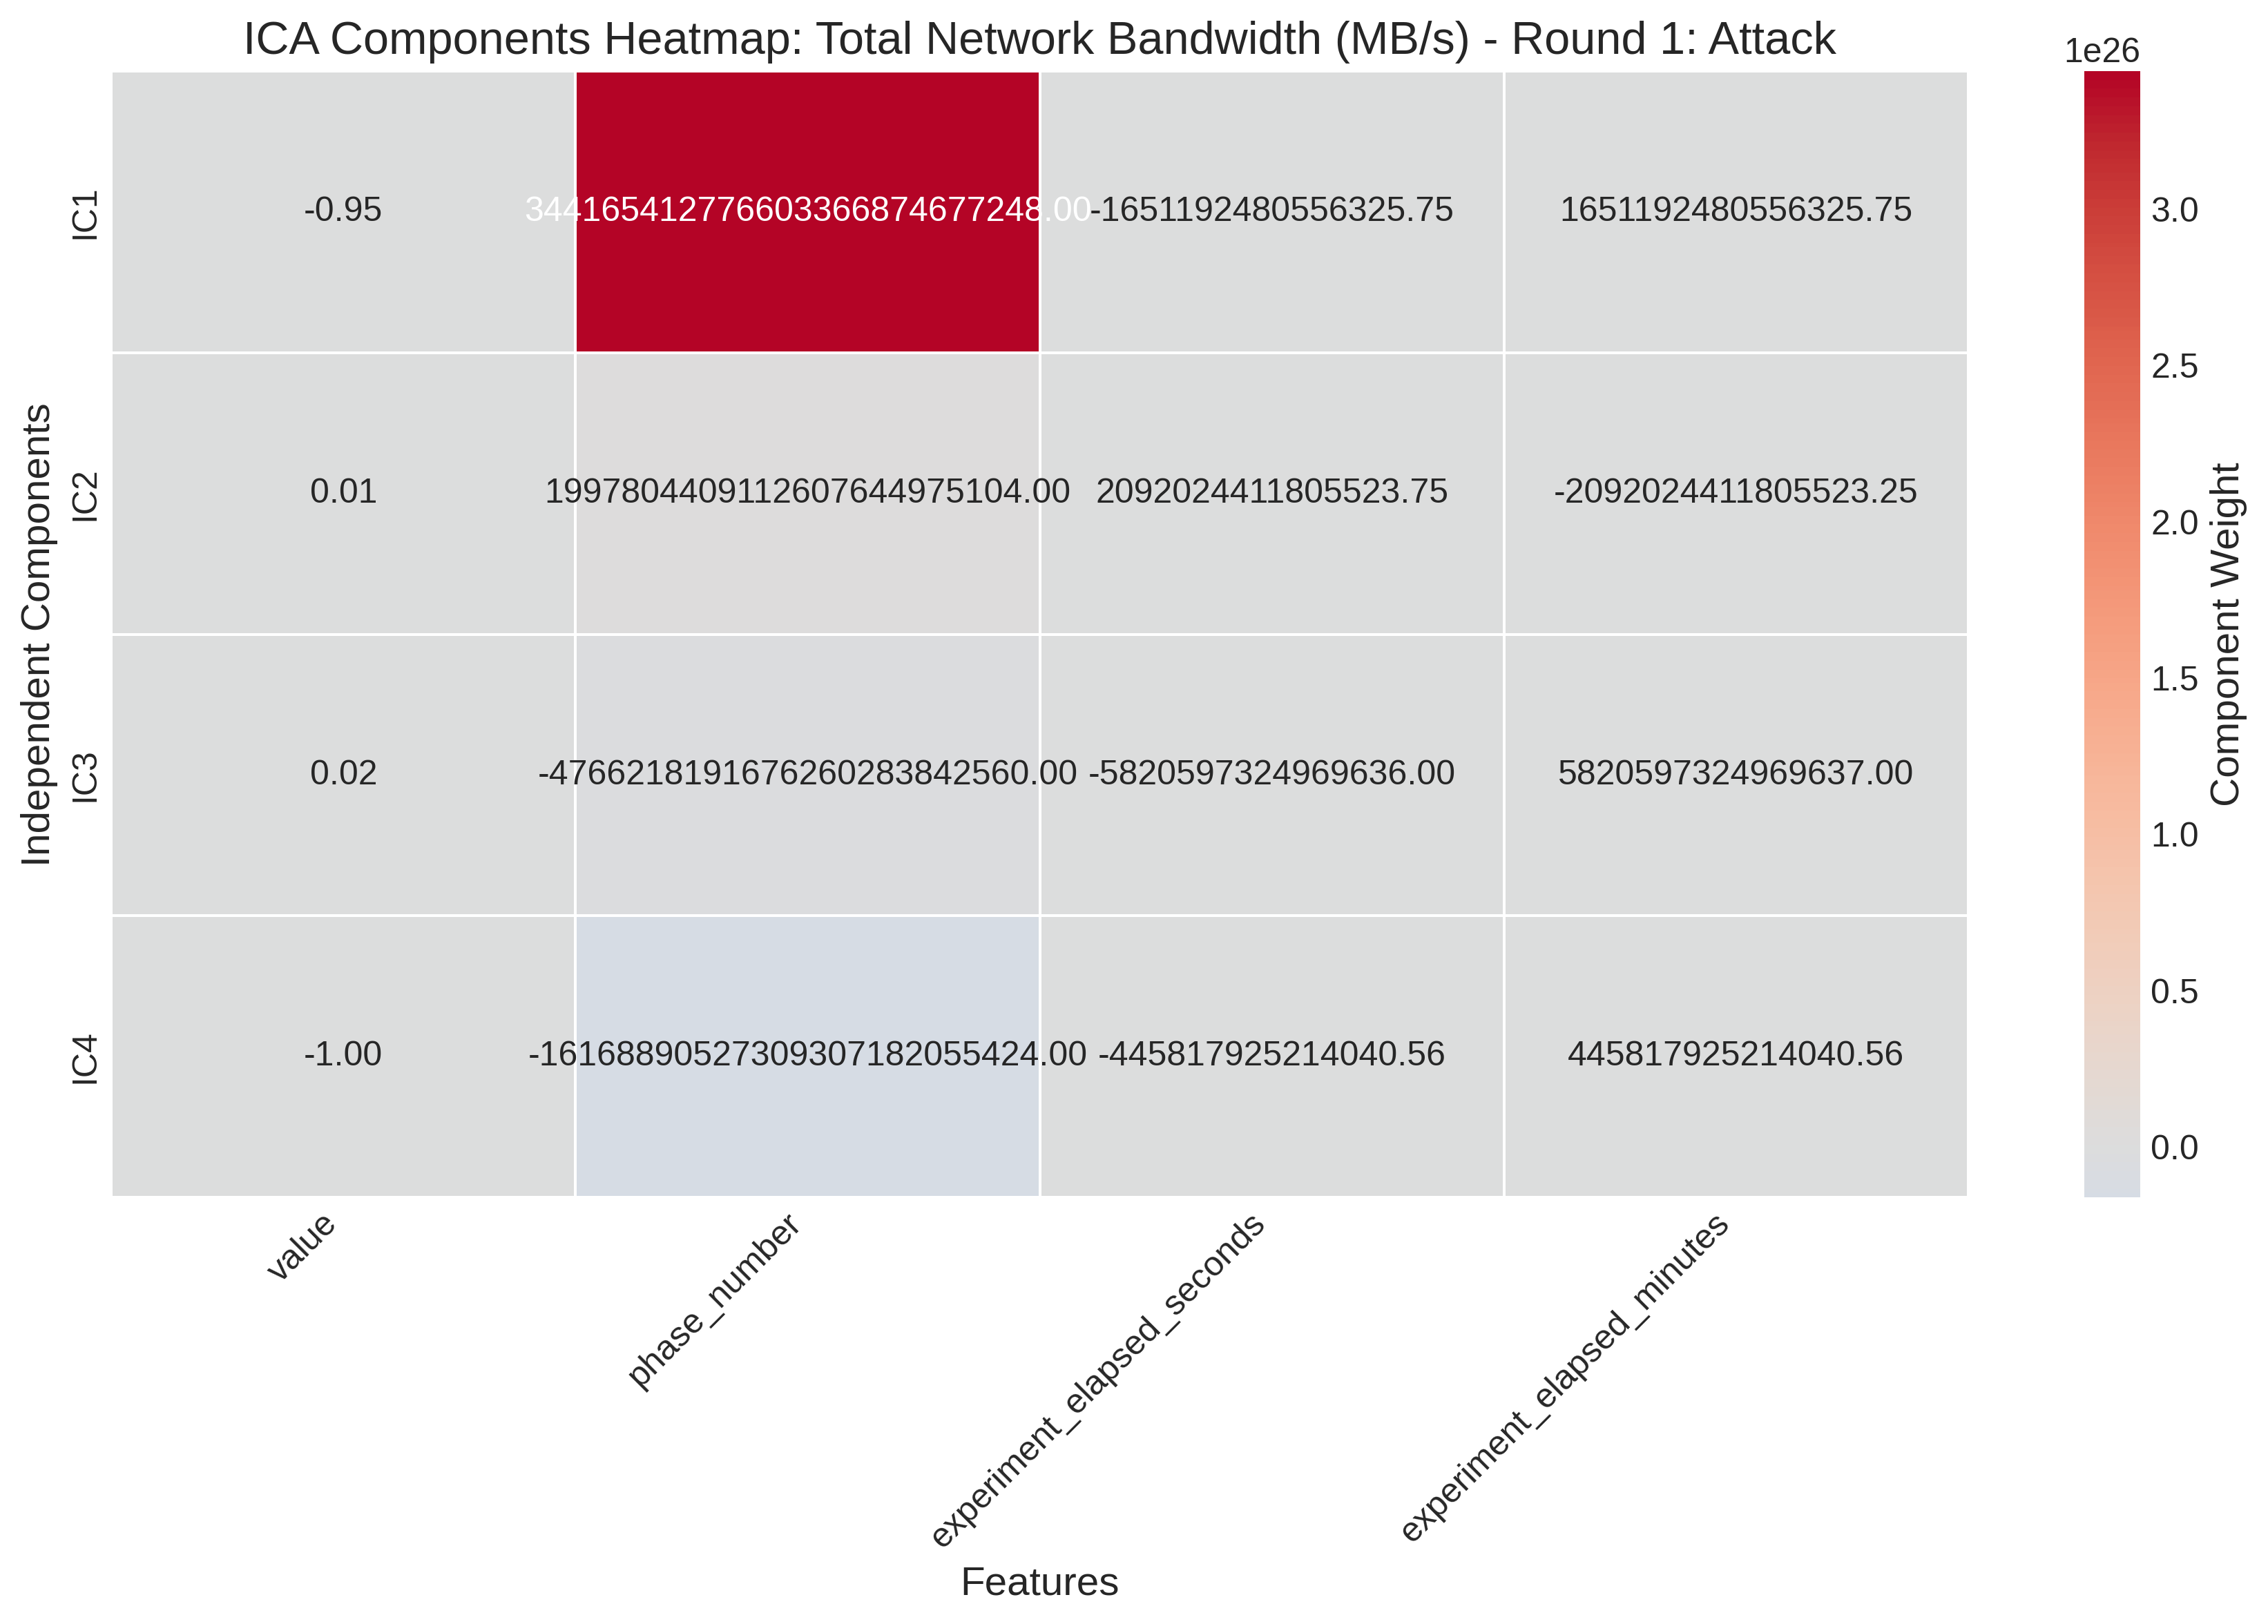 ICA Components Heatmap: Total Network Bandwidth (MB/s) - Round 1: Attack
1e26
IC1
-0.95
344165412776603366874677248.00
-1651192480556325.75
1651192480556325.75
IC2
0.01
1997804409112607644975104.00
2092024411805523.75
-2092024411805523.25
IC3
0.02
-4766218191676260283842560.00
-5820597324969636.00
5820597324969637.00
IC4
-1.00
-16168890527309307182055424.00
-445817925214040.56
445817925214040.56
Independent Components
3.0
2.5
2.0
1.5
1.0
0.5
0.0
Component Weight
value
phase_number
experiment_elapsed_seconds
experiment_elapsed_minutes
Features